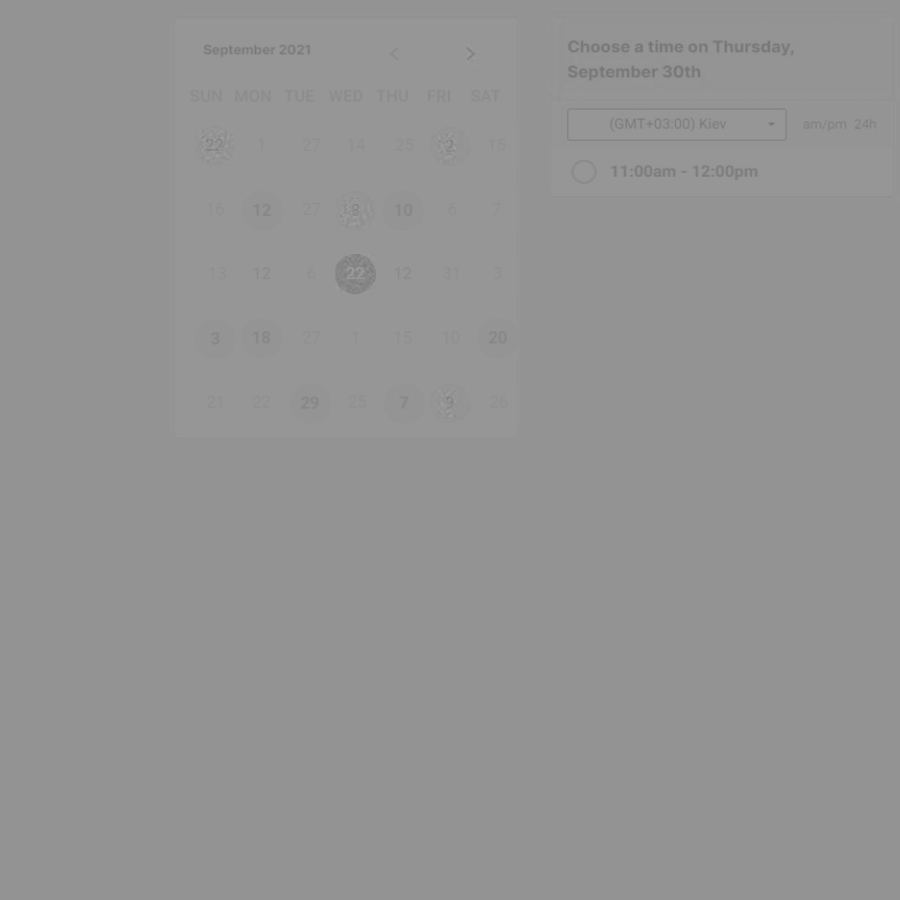 September 2021
SUN MON TUE WED THU FRI SAT
22 1 27 14 25 2 15
16 12 27 8 10 6 7
13 12 6 22 12 31 3
3 18 27 1 15 10 20
21 22 29 25 7 9 26
Choose a time on Thursday,
September 30th
(GMT+03:00) Kiev am/pm 24h
11:00am - 12:00pm